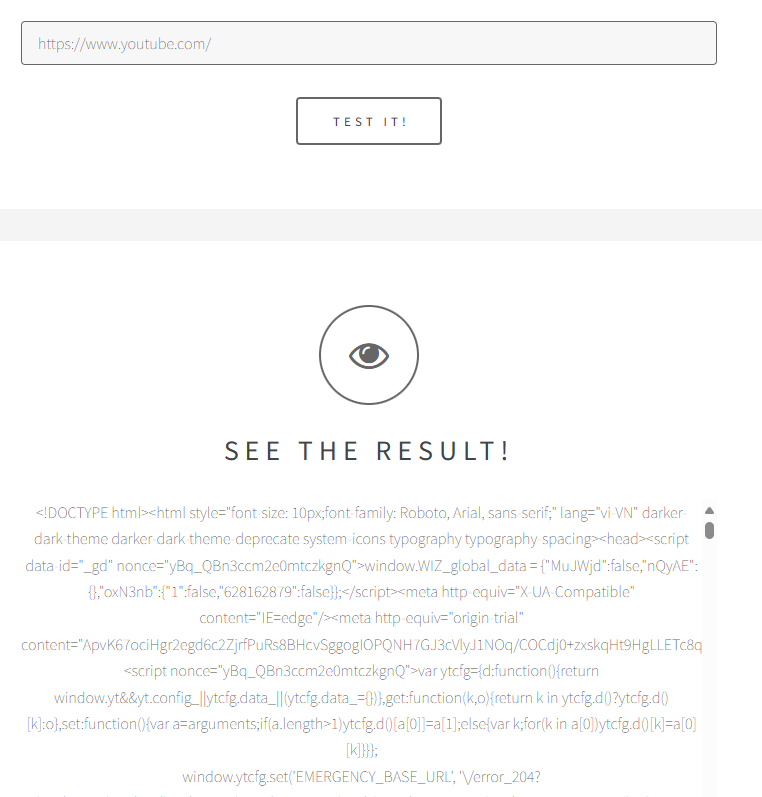 https://www.youtube.com/
TEST IT!
SEE THE RESULT!
<!DOCTYPE html><html style="font-size: 10px;font-family: Roboto, Arial, sans-serif;" lang="vi-VN" darker-
dark-theme darker-dark-theme-deprecate system-icons typography typography-spacing><head><script
data-id="_gd" nonce="yBq_QBn3ccm2e0mtczkgnQ">window.WIZ_global_data = {"MuJWjd":false,"nQyAE":
{},"oxN3nb":{"1":false,"628162879":false}};</script><meta http-equiv="X-UA-Compatible"
content="IE=edge"/><meta http-equiv="origin-trial"
content="ApvK67ociHgr2egd6c2ZjrfPuRs8BHcvSggogIOPQNH7GJ3cVlyJ1NOq/COCdj0+zxskqHt9HgLLETc8q
<script nonce="yBq_QBn3ccm2e0mtczkgnQ">var ytcfg={d:function(){return
window.yt&&yt.config_||ytcfg.data_||(ytcfg.data_={})},get:function(k,o){return k in ytcfg.d()?ytcfg.d()
[k]:o},set:function(){var a=arguments;if(a.length>1)ytcfg.d()[a[0]]=a[1];else{var k;for(k in a[0])ytcfg.d()[k]=a[0]
[k]}}};
window.ytcfg.set('EMERGENCY_BASE_URL', '\/error_204?